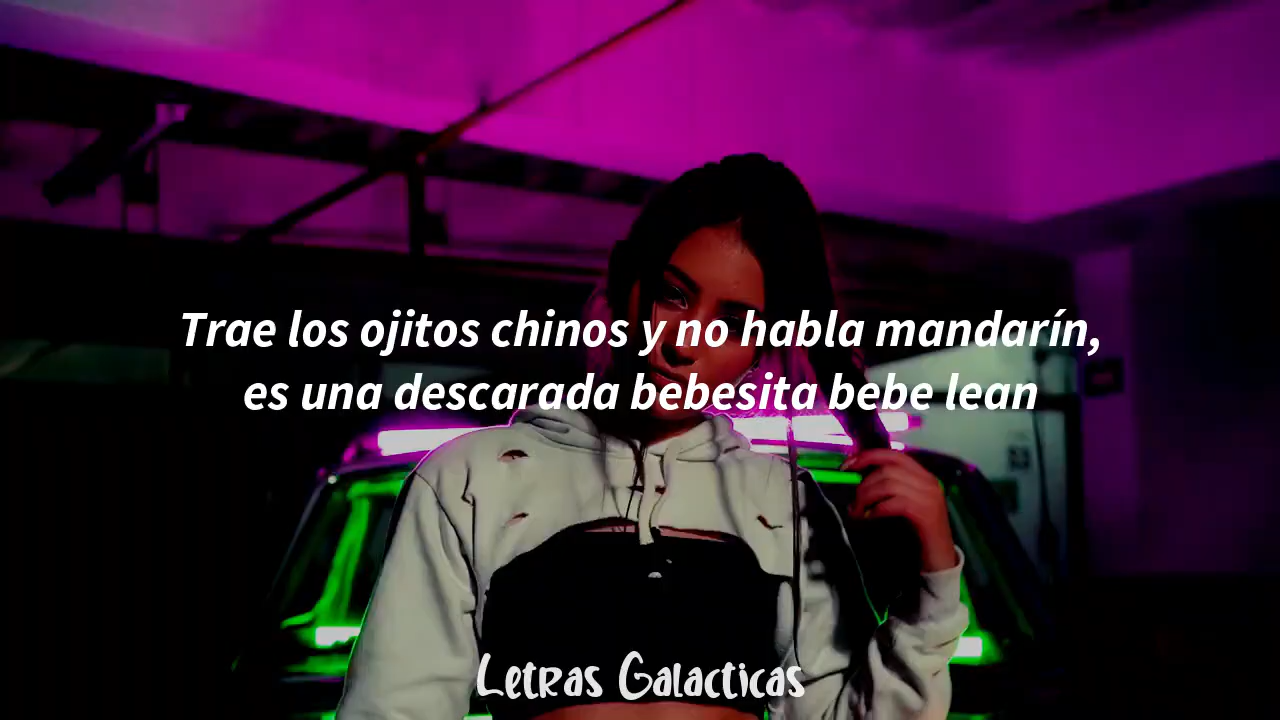 Trae los ojitos chinos y no habla mandarín,
es una descarada bebesita bebe lean
Letras Galacticas